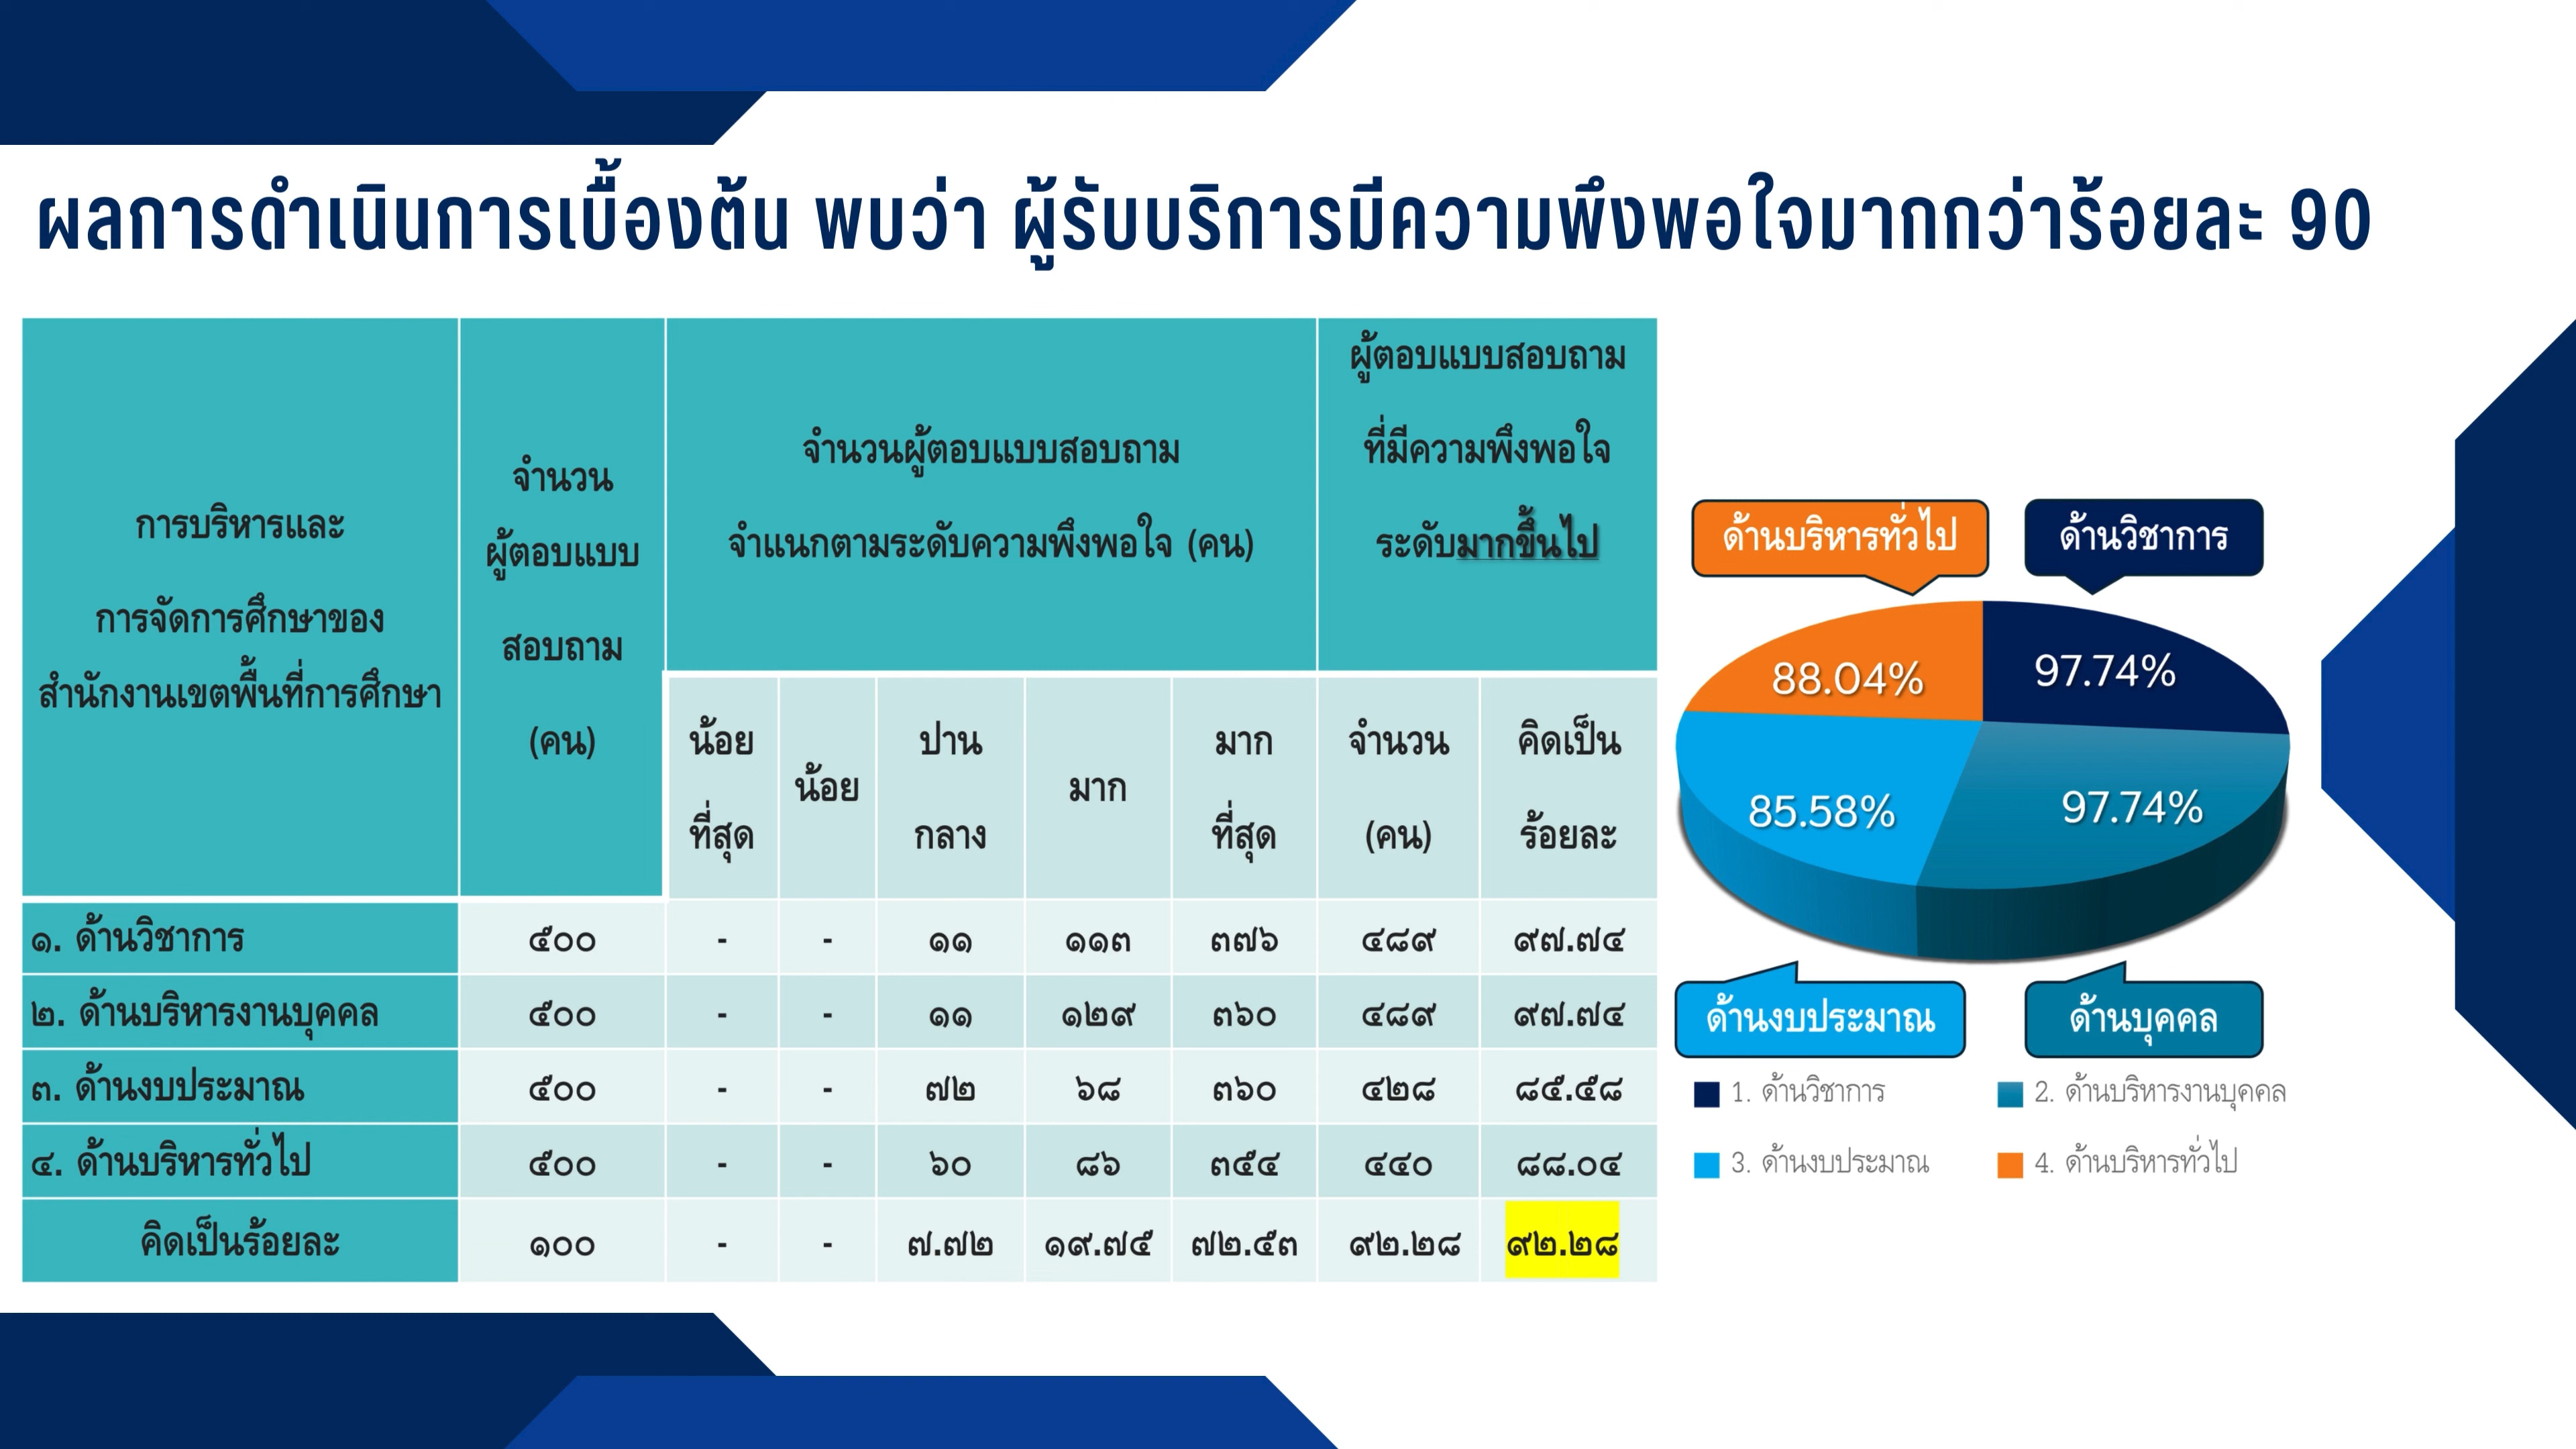 ผลการดำเนินการเบื้องต้น พบว่า ผู้รับบริการมีความพึงพอใจมากกว่าร้อยละ 90
การบริหารและ
การจัดการศึกษาของ
สำนักงานเขตพื้นที่การศึกษา
จำนวน
ผู้ตอบแบบ
สอบถาม
(คน)
จำนวนผู้ตอบแบบสอบถาม
จำแนกตามระดับความพึงพอใจ (คน)
ผู้ตอบแบบสอบถาม
ที่มีความพึงพอใจ
ระดับมากขึ้นไป
น้อย
ที่สุด
น้อย
ปาน
กลาง
มาก
มาก
ที่สุด
จำนวน
(คน)
คิดเป็น
ร้อยละ
๑. ด้านวิชาการ ๕๐๐ - - ๑๑ ๑๑๓ ๓๗๖ ๔๘๙ ๙๗.๗๔
๒. ด้านบริหารงานบุคคล ๕๐๐ - - ๑๑ ๑๒๙ ๓๖๐ ๔๘๙ ๙๗.๗๔
๓. ด้านงบประมาณ ๕๐๐ - - ๗๒ ๖๘ ๓๖๐ ๔๒๘ ๘๕.๕๘
๔. ด้านบริหารทั่วไป ๕๐๐ - - ๖๐ ๘๖ ๓๕๔ ๔๔๐ ๘๘.๐๔
คิดเป็นร้อยละ ๑๐๐ - - ๗.๗๒ ๑๙.๗๕ ๗๒.๕๓ ๙๒.๒๘ ๙๒.๒๘
ด้านบริหารทั่วไป ด้านวิชาการ
88.04% 97.74%
85.58% 97.74%
ด้านงบประมาณ ด้านบุคคล
1. ด้านวิชาการ 2. ด้านบริหารงานบุคคล
3. ด้านงบประมาณ 4. ด้านบริหารทั่วไป